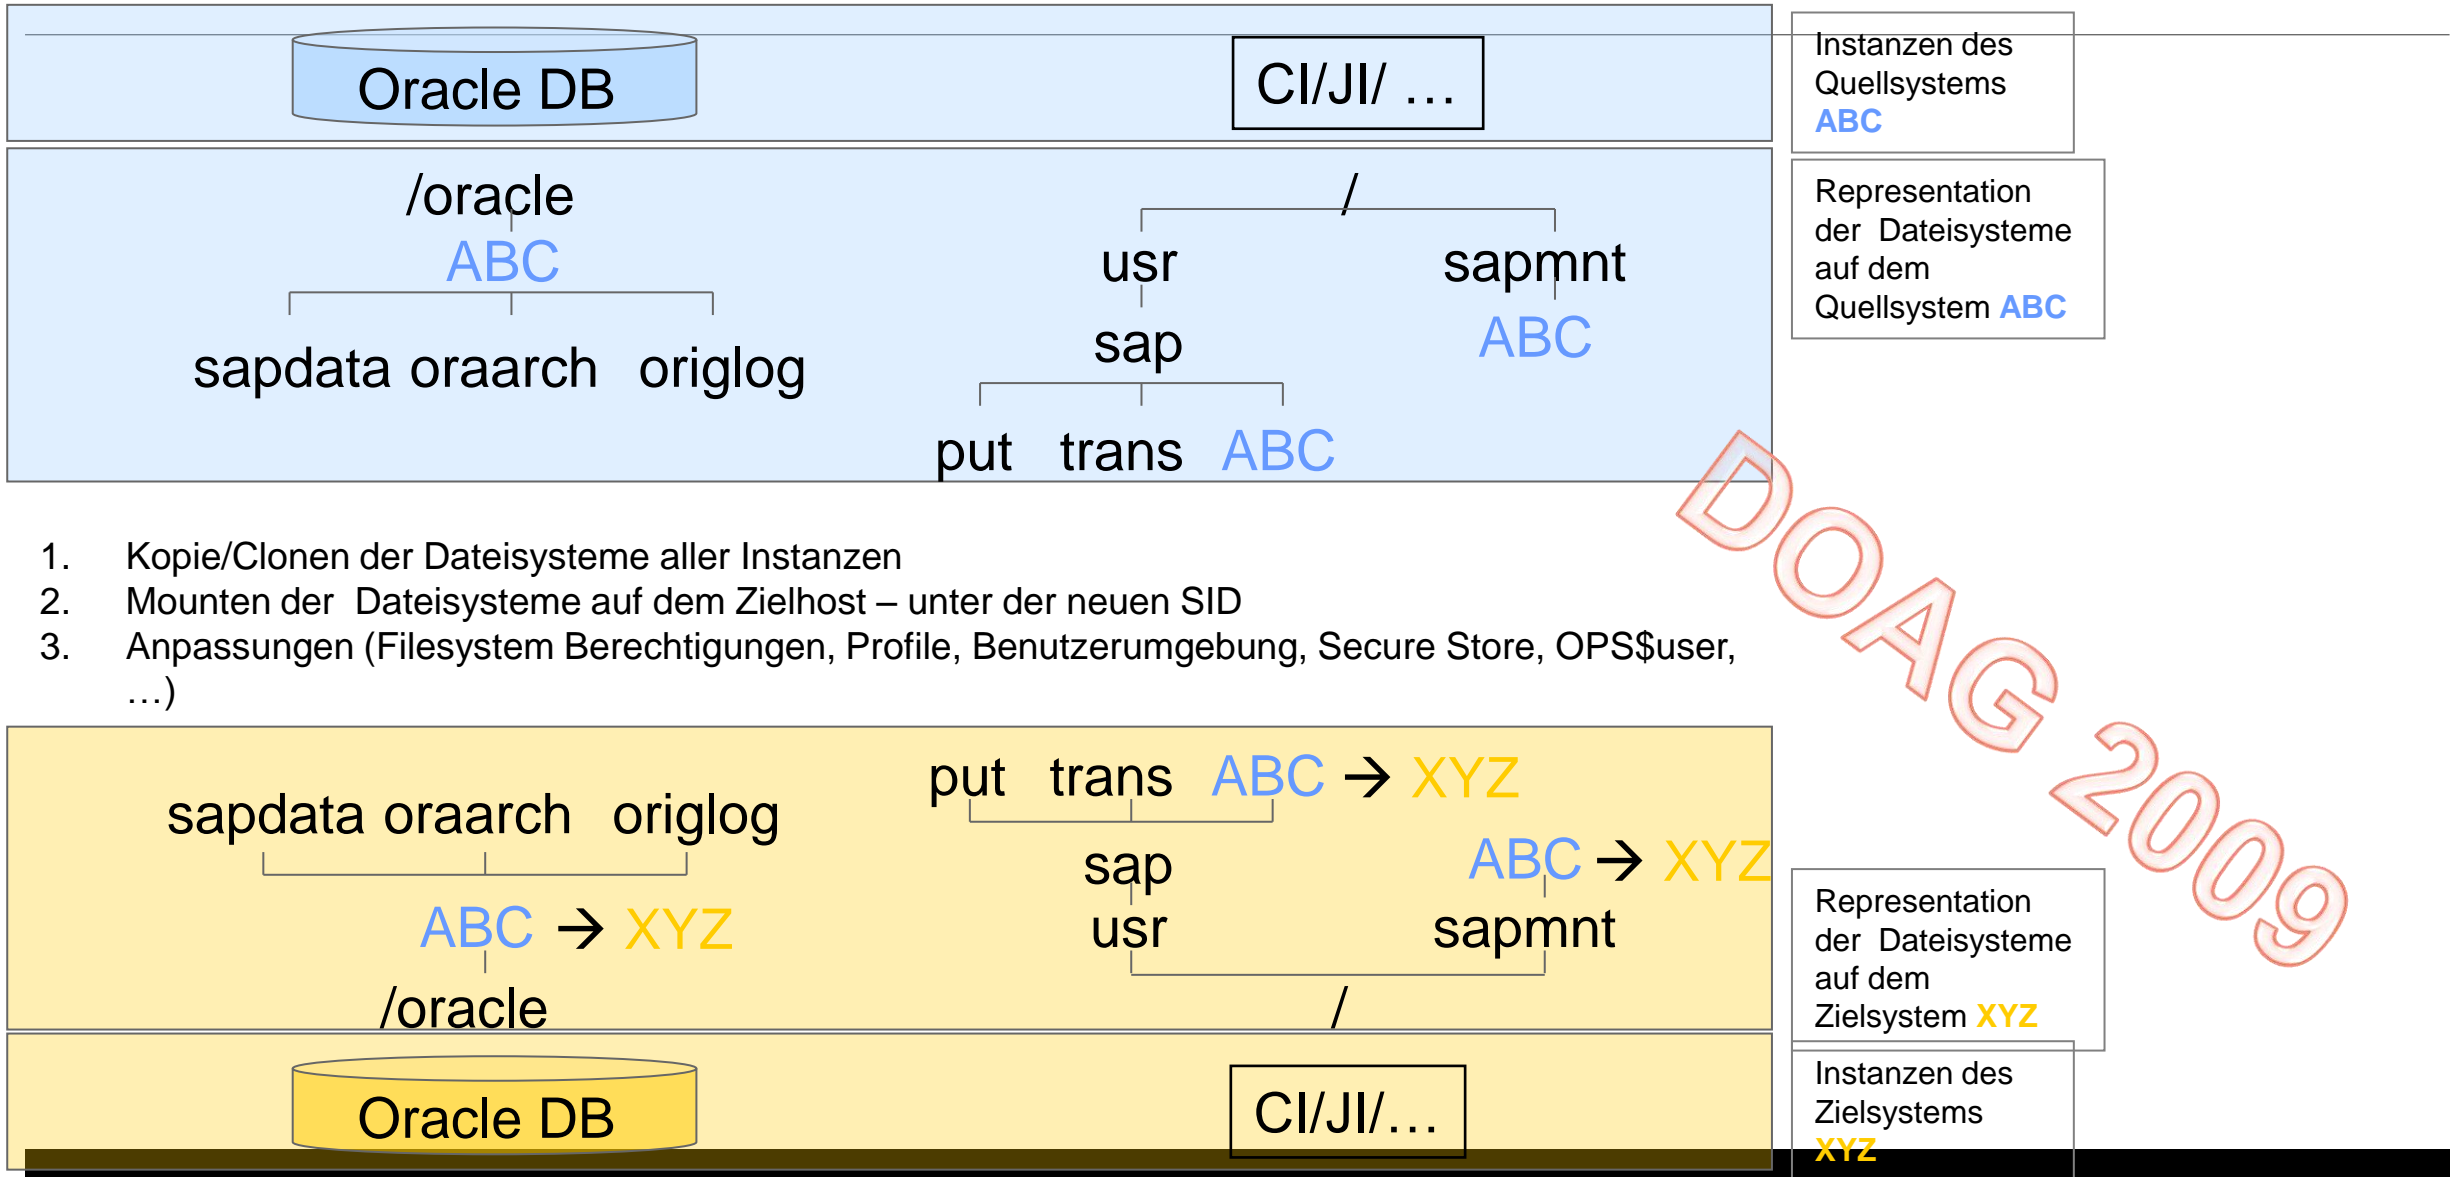 Oracle DB
CI/JI/ …
Instanzen des
Quellsystems
ABC
/oracle
ABC
sapdata oraarch origlog
/
usr sapmnt
sap ABC
put trans ABC
Representation
der Dateisysteme
auf dem
Quellsystem ABC
1. Kopie/Clonen der Dateisysteme aller Instanzen
2. Mounten der Dateisysteme auf dem Zielhost – unter der neuen SID
3. Anpassungen (Filesystem Berechtigungen, Profile, Benutzerumgebung, Secure Store, OPS$user,
…)
DOAG 2009
sapdata oraarch origlog
ABC → XYZ
/oracle
put trans ABC → XYZ
sap ABC → XYZ
usr sapmnt
/
Representation
der Dateisysteme
auf dem
Zielsystem XYZ
Oracle DB
CI/JI/…
Instanzen des
Zielsystems
XYZ